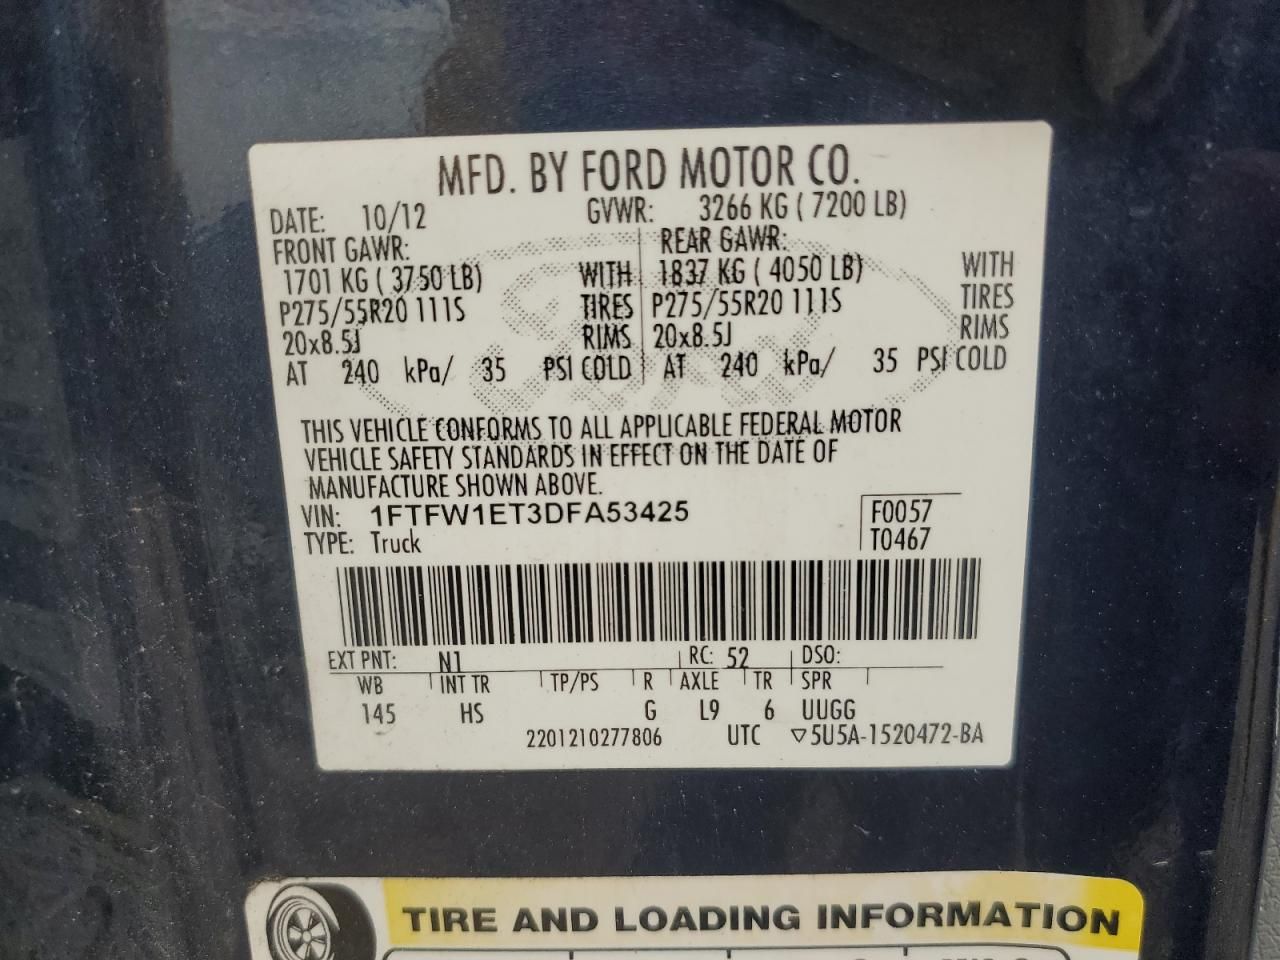 MFD. BY FORD MOTOR CO.
DATE: 10/12 GVWR: 3266 KG ( 7200 LB)
FRONT GAWR: REAR GAWR:
1701 KG ( 3750 LB) WITH 1837 KG ( 4050 LB) WITH
P275/55R20 111S TIRES P275/55R20 111S TIRES
20x8.5J RIMS 20x8.5J RIMS
AT 240 kPa/ 35 PSI COLD AT 240 kPa/ 35 PSI COLD
THIS VEHICLE CONFORMS TO ALL APPLICABLE FEDERAL MOTOR
VEHICLE SAFETY STANDARDS IN EFFECT ON THE DATE OF
MANUFACTURE SHOWN ABOVE.
VIN: 1FTFW1ET3DFA53425 F0057
TYPE: Truck T0467
EXT PNT: N1 RC: 52 DSO:
WB INT TR TP/PS R AXLE TR SPR
145 HS G L9 6 UUGG
2201210277806 UTC ▽5U5A-1520472-BA
TIRE AND LOADING INFORMATION